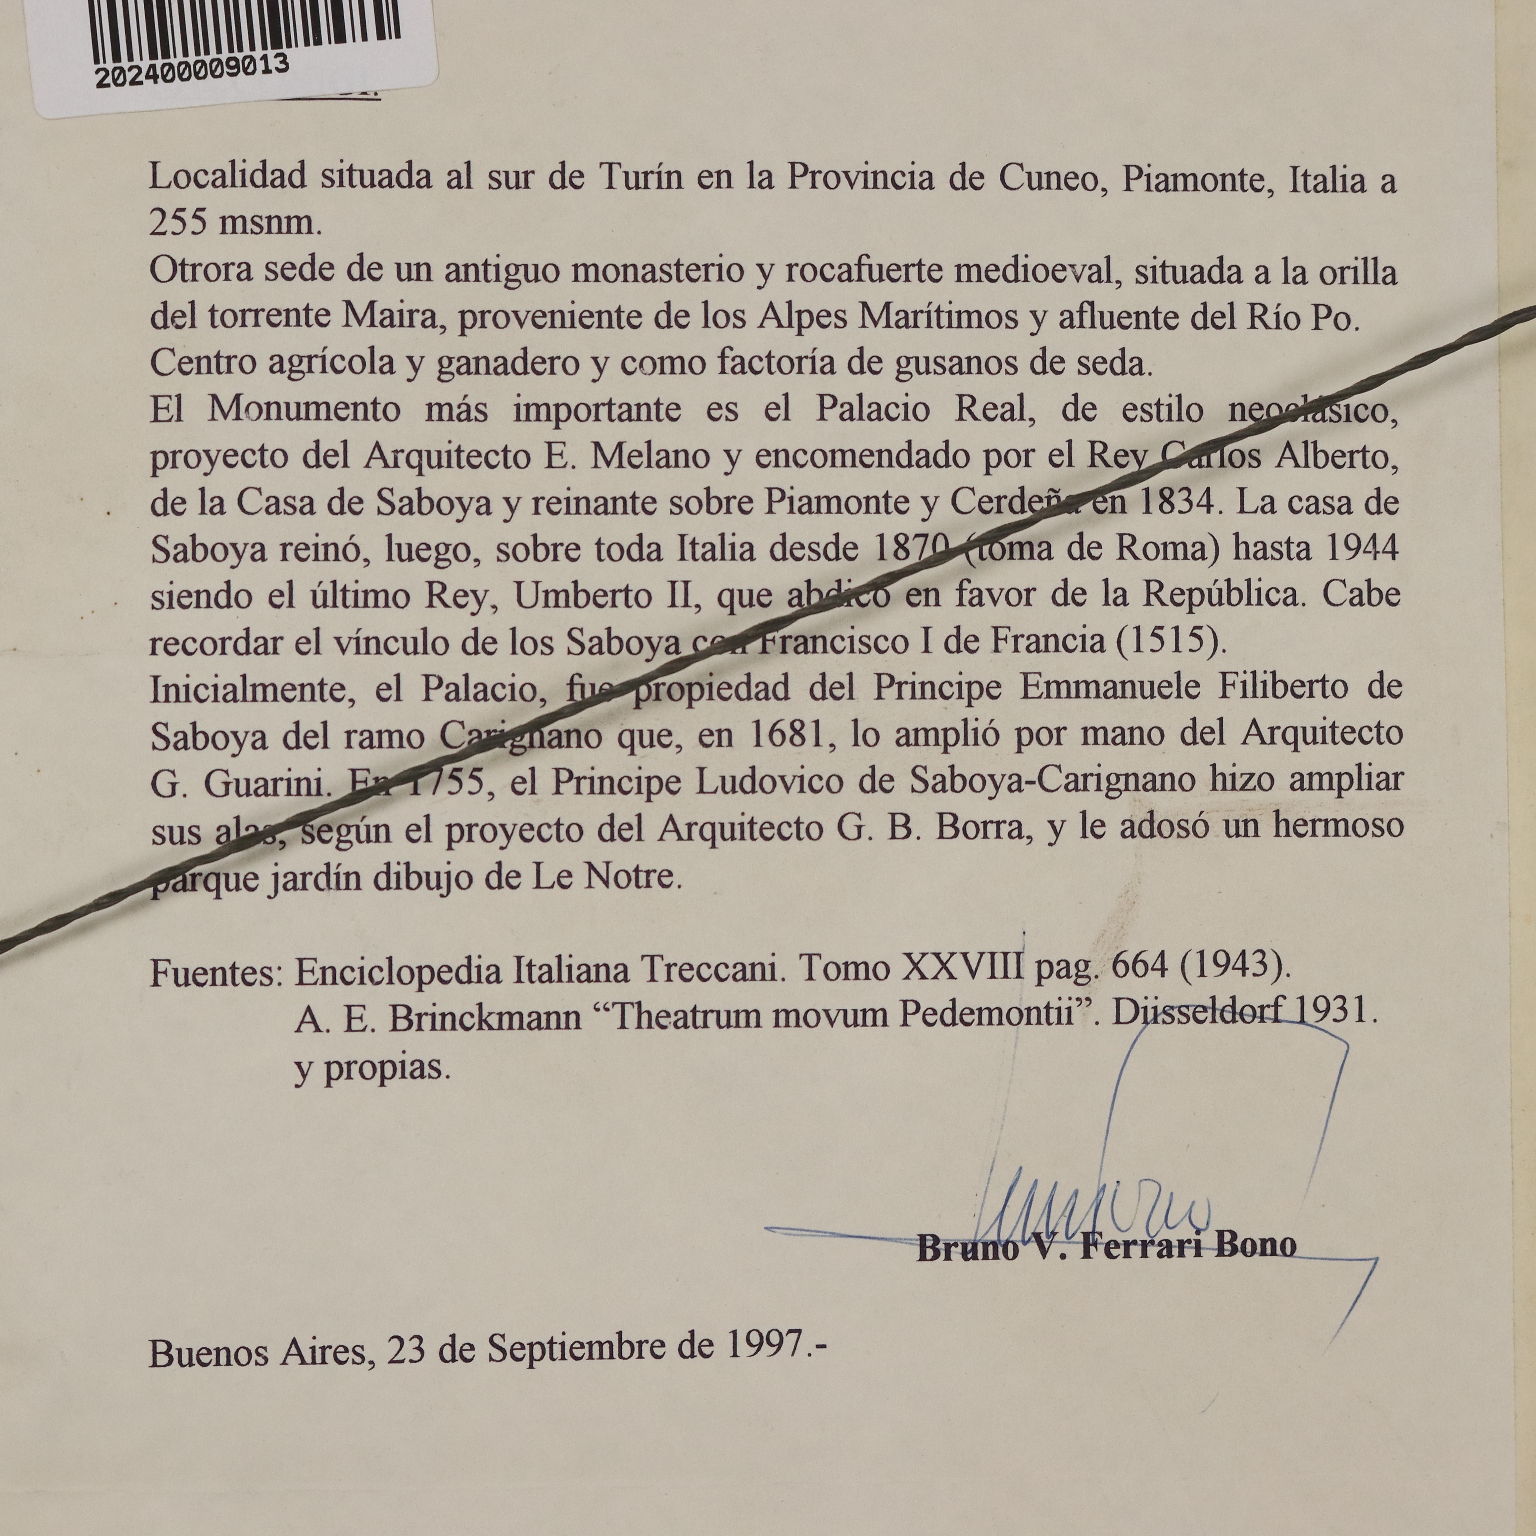 202400009013
Localidad situada al sur de Turín en la Provincia de Cuneo, Piamonte, Italia a
255 msnm.
Otrora sede de un antiguo monasterio y rocafuerte medioeval, situada a la orilla
del torrente Maira, proveniente de los Alpes Marítimos y afluente del Río Po.
Centro agrícola y ganadero y como factoría de gusanos de seda.
El Monumento más importante es el Palacio Real, de estilo neoclásico,
proyecto del Arquitecto E. Melano y encomendado por el Rey Carlos Alberto,
de la Casa de Saboya y reinante sobre Piamonte y Cerdeña en 1834. La casa de
Saboya reinó, luego, sobre toda Italia desde 1870 (toma de Roma) hasta 1944
siendo el último Rey, Umberto II, que abdicó en favor de la República. Cabe
recordar el vínculo de los Saboya con Francisco I de Francia (1515).
Inicialmente, el Palacio, fue propiedad del Principe Emmanuele Filiberto de
Saboya del ramo Carignano que, en 1681, lo amplió por mano del Arquitecto
G. Guarini. En 1755, el Principe Ludovico de Saboya-Carignano hizo ampliar
sus alas, según el proyecto del Arquitecto G. B. Borra, y le adosó un hermoso
parque jardín dibujo de Le Notre.
Fuentes: Enciclopedia Italiana Treccani. Tomo XXVIII pag. 664 (1943).
A. E. Brinckmann “Theatrum movum Pedemontii”. Düsseldorf 1931.
y propias.
Bruno V. Ferrari Bono
Buenos Aires, 23 de Septiembre de 1997.-